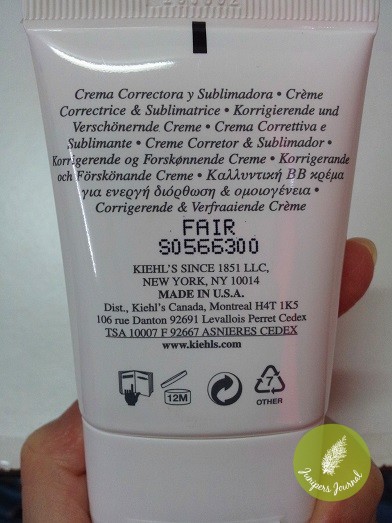 Crema Correctora y Sublimadora • Crème
Correctrice & Sublimatrice • Korrigierende und
Verschönernde Creme • Crema Correttiva e
Sublimante • Creme Corretor & Sublimador •
Korrigerende og Forskønnende Creme • Korrigerande
och Förskönande Creme • Καλλυντική BB κρέμα
για ενεργή διόρθωση & ομοιογένεια •
Corrigerende & Verfraaiende Crème
FAIR
S0566300
KIEHL'S SINCE 1851 LLC,
NEW YORK, NY 10014
MADE IN U.S.A.
Dist., Kiehl's Canada, Montreal H4T 1K5
106 rue Danton 92691 Levallois Perret Cedex
TSA 10007 F 92667 ASNIERES CEDEX
www.kiehls.com
12M
7
OTHER
Junipers Journal